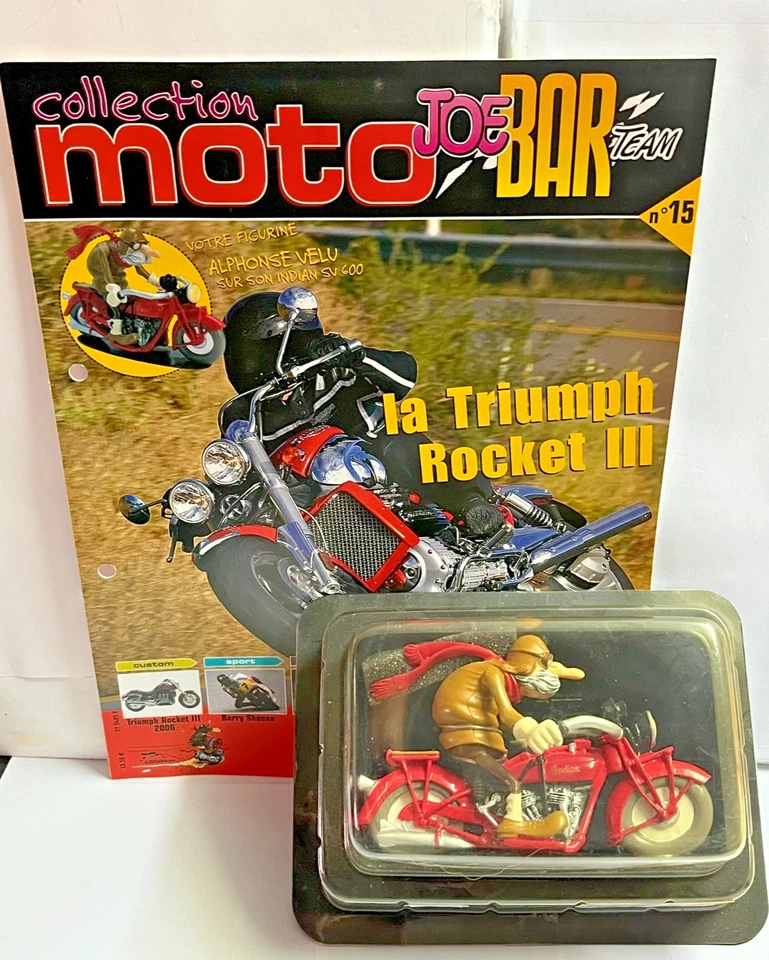 collection
moto JOE BAR TEAM
n°15
VOTRE FIGURINE
ALPHONSE VELU
SUR SON INDIAN SV 600
la Triumph
Rocket III
custom
sport
Triumph Rocket III
2006
Barry Sheene
Indian